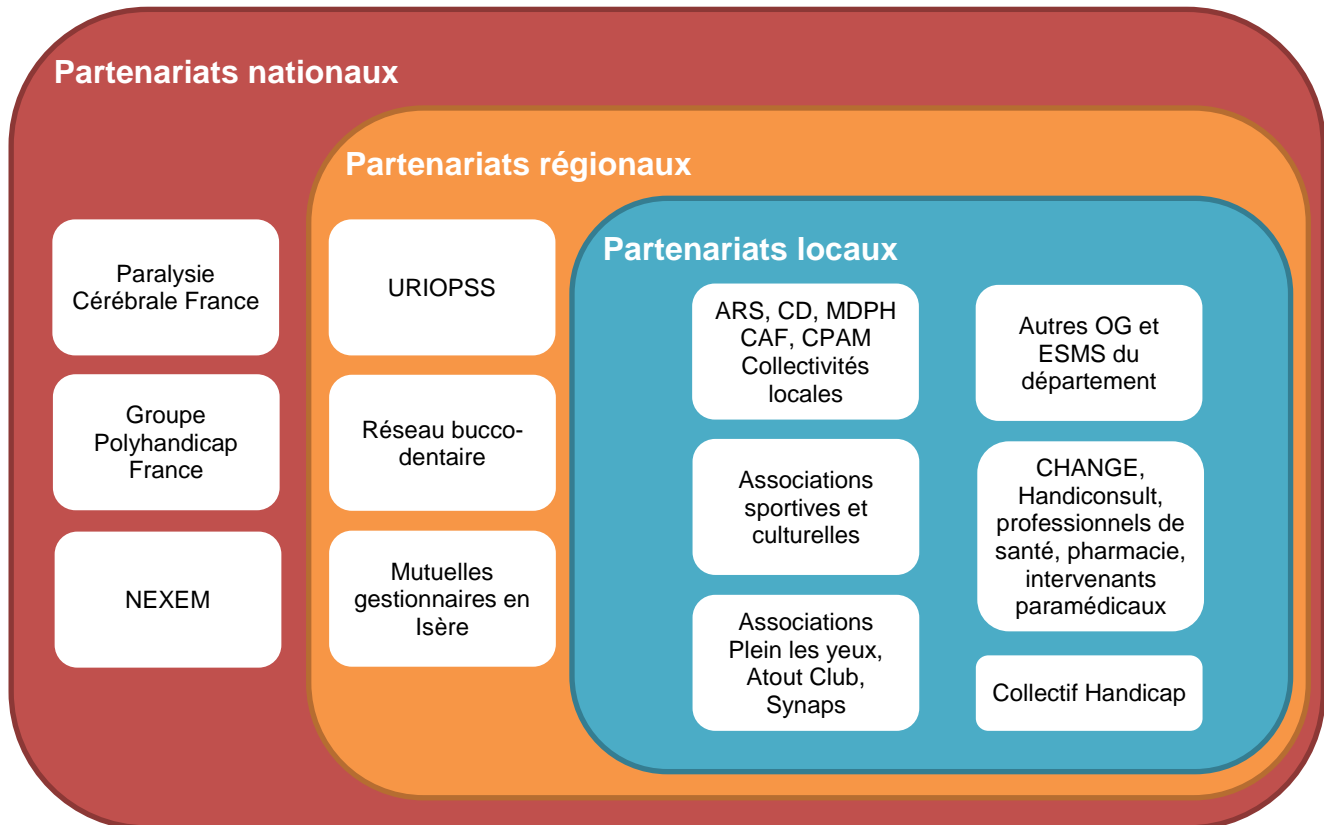 Partenariats nationaux
Paralysie
Cérébrale France
Groupe
Polyhandicap
France
NEXEM
Partenariats régionaux
URIOPSS
Réseau bucco-
dentaire
Mutuelles
gestionnaires en
Isère
Partenariats locaux
ARS, CD, MDPH
CAF, CPAM
Collectivités
locales
Associations
sportives et
culturelles
Associations
Plein les yeux,
Atout Club,
Synaps
Autres OG et
ESMS du
département
CHANGE,
Handiconsult,
professionnels de
santé, pharmacie,
intervenants
paramédicaux
Collectif Handicap